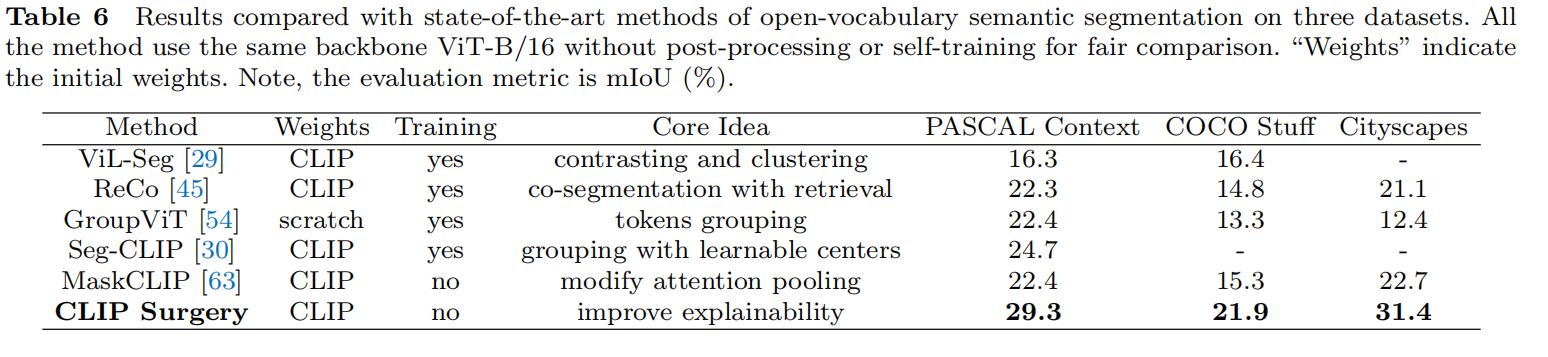 Table 6 Results compared with state-of-the-art methods of open-vocabulary semantic segmentation on three datasets. All
the method use the same backbone ViT-B/16 without post-processing or self-training for fair comparison. “Weights” indicate
the initial weights. Note, the evaluation metric is mIoU (%).
Method Weights Training Core Idea PASCAL Context COCO Stuff Cityscapes
ViL-Seg [29] CLIP yes contrasting and clustering 16.3 16.4 -
ReCo [45] CLIP yes co-segmentation with retrieval 22.3 14.8 21.1
GroupViT [54] scratch yes tokens grouping 22.4 13.3 12.4
Seg-CLIP [30] CLIP yes grouping with learnable centers 24.7 - -
MaskCLIP [63] CLIP no modify attention pooling 22.4 15.3 22.7
CLIP Surgery CLIP no improve explainability 29.3 21.9 31.4